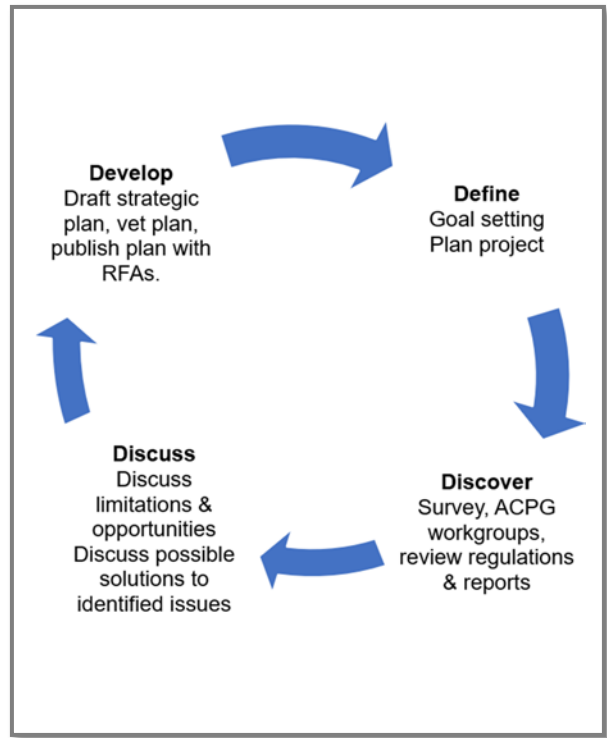 Develop
Draft strategic
plan, vet plan,
publish plan with
RFAs.
Define
Goal setting
Plan project
Discover
Survey, ACPG
workgroups,
review regulations
& reports
Discuss
Discuss
limitations &
opportunities
Discuss possible
solutions to
identified issues